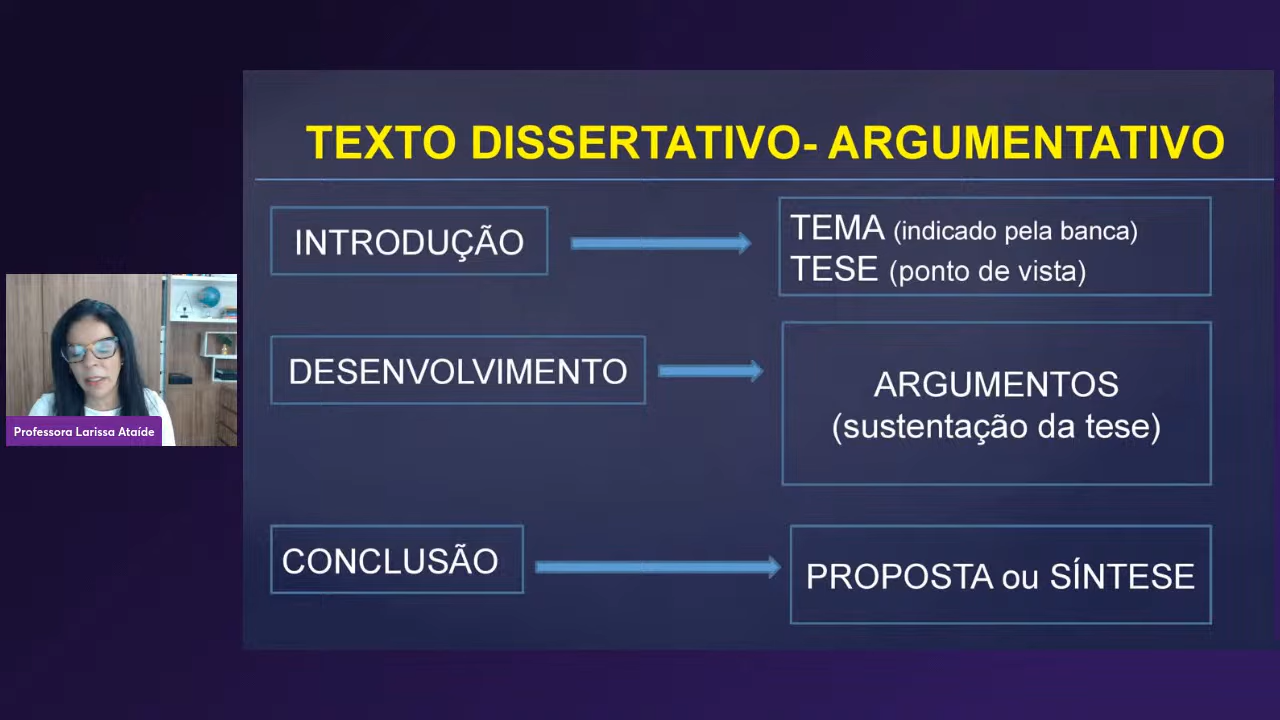 TEXTO DISSERTATIVO- ARGUMENTATIVO
INTRODUÇÃO
TEMA (indicado pela banca)
TESE (ponto de vista)
DESENVOLVIMENTO
ARGUMENTOS
(sustentação da tese)
CONCLUSÃO
PROPOSTA ou SÍNTESE
Professora Larissa Ataíde